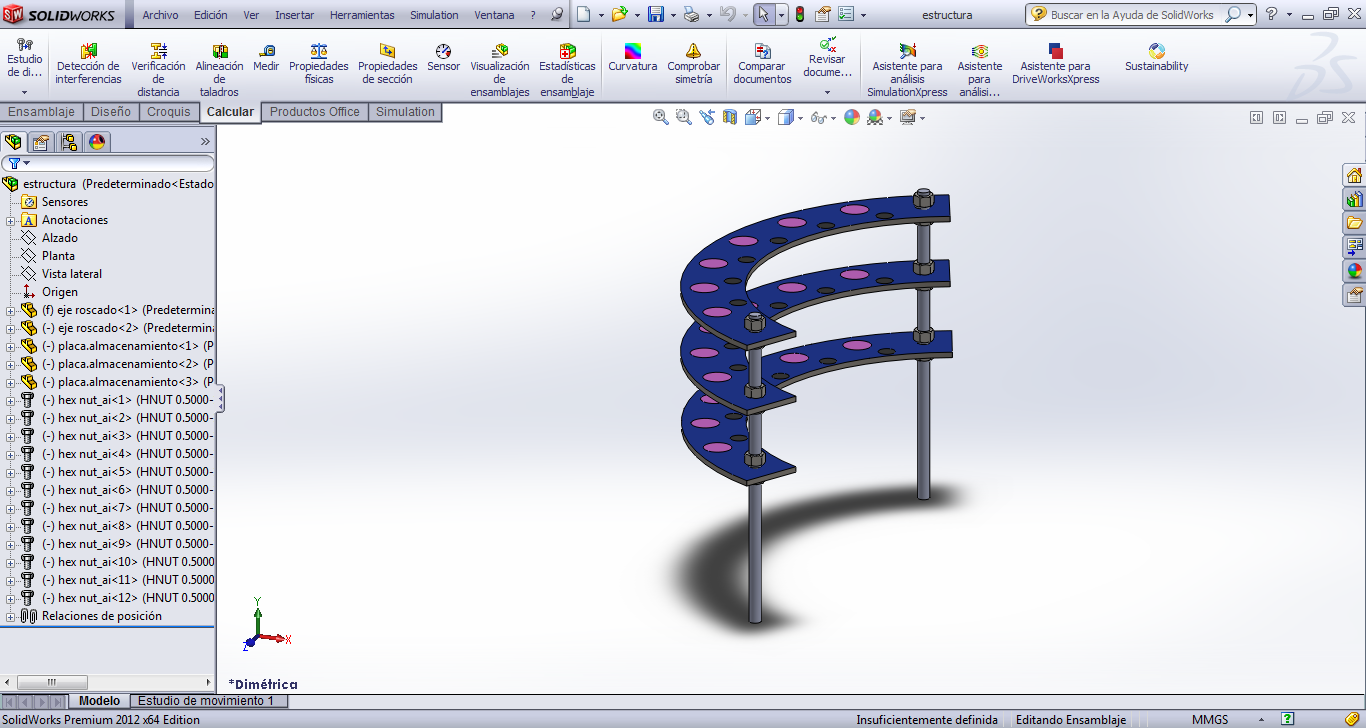 SOLIDWORKS Archivo Edición Ver Insertar Herramientas Simulation Ventana ? estructura Buscar en la Ayuda de SolidWorks ?
Estudio de di...
Detección de interferencias
Verificación de distancia
Alineación de taladros
Medir
Propiedades físicas
Propiedades de sección
Sensor
Visualización de ensamblajes
Estadísticas de ensamblaje
Curvatura
Comprobar simetría
Comparar documentos
Revisar docume...
Asistente para análisis SimulationXpress
Asistente para análisi...
Asistente para DriveWorksXpress
Sustainability
Ensamblaje Diseño Croquis Calcular Productos Office Simulation
estructura (Predeterminado<Estado
Sensores
Anotaciones
Alzado
Planta
Vista lateral
Origen
(f) eje roscado<1> (Predetermina
(-) eje roscado<2> (Predetermina
(-) placa.almacenamiento<1> (P
(-) placa.almacenamiento<2> (P
(-) placa.almacenamiento<3> (P
(-) hex nut_ai<1> (HNUT 0.5000-
(-) hex nut_ai<2> (HNUT 0.5000-
(-) hex nut_ai<3> (HNUT 0.5000-
(-) hex nut_ai<4> (HNUT 0.5000-
(-) hex nut_ai<5> (HNUT 0.5000-
(-) hex nut_ai<6> (HNUT 0.5000-
(-) hex nut_ai<7> (HNUT 0.5000-
(-) hex nut_ai<8> (HNUT 0.5000-
(-) hex nut_ai<9> (HNUT 0.5000-
(-) hex nut_ai<10> (HNUT 0.5000
(-) hex nut_ai<11> (HNUT 0.5000
(-) hex nut_ai<12> (HNUT 0.5000
Relaciones de posición
Y
X
Z
*Dimétrica
Modelo Estudio de movimiento 1
SolidWorks Premium 2012 x64 Edition Insuficientemente definida Editando Ensamblaje MMGS ?